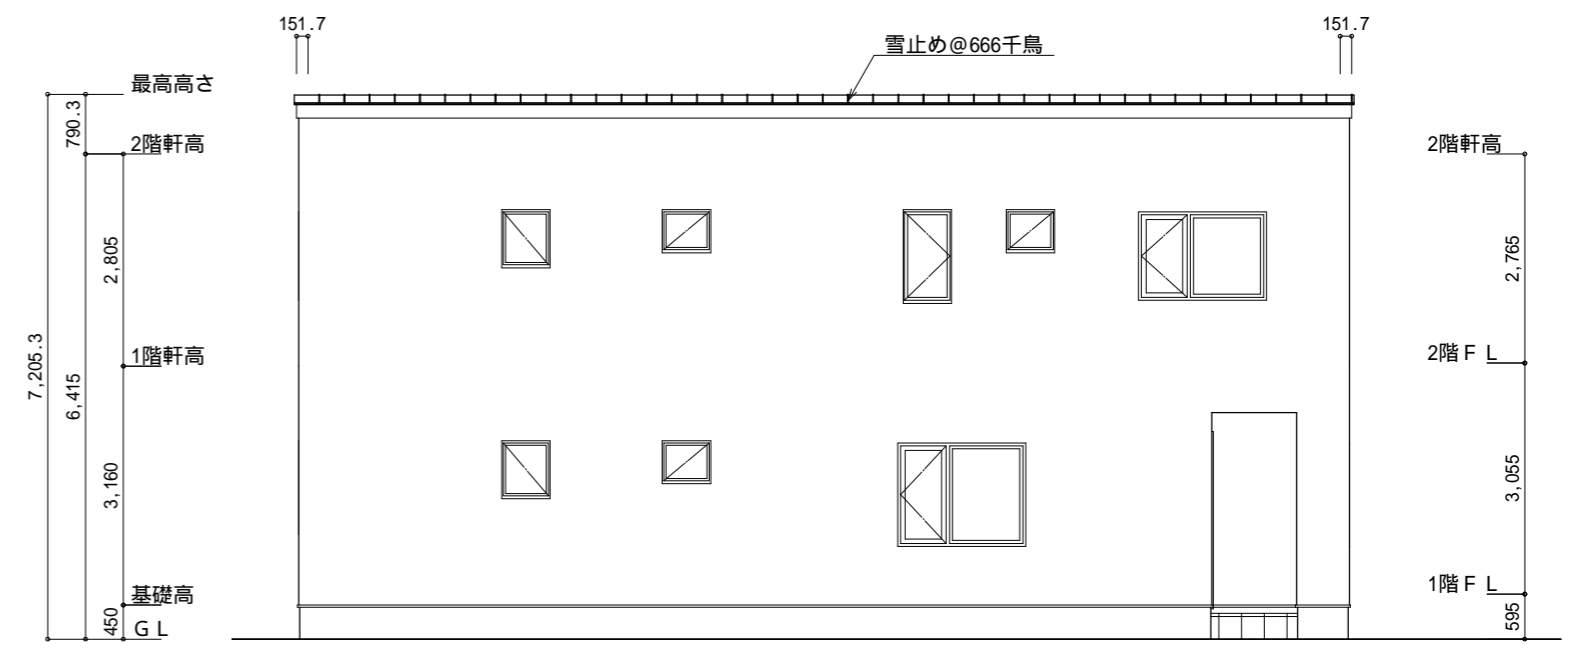 151.7
151.7
雪止め@666千鳥
最高高さ
790.3
2階軒高
2階軒高
2,805
2,765
7,205.3
6,415
1階軒高
2階ＦＬ
3,160
3,055
基礎高
1階ＦＬ
450
ＧＬ
595